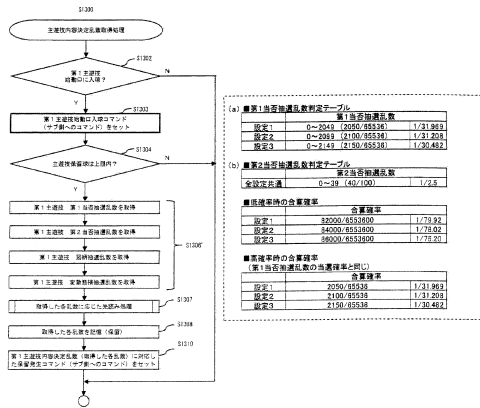 S1300
主遊技内容決定乱数取得処理
S1302
第1主遊技
始動口に入球?
N
Y
S1303
第1主遊技始動口入球コマンド
(サブ側へのコマンド)をセット
S1304
主遊技保留球は上限内?
N
Y
第1主遊技 第1当否抽選乱数を取得
第1主遊技 第2当否抽選乱数を取得
第1主遊技 図柄抽選乱数を取得
第1主遊技 変動態様抽選乱数を取得
S1306'
S1307
取得した各乱数に応じた先読み処理
S1308
取得した各乱数を記憶(保留)
S1310
第1主遊技内容決定乱数(取得した各乱数)に対応し
た保留発生コマンド(サブ側へのコマンド)をセット
(a) ■第1当否抽選乱数判定テーブル
第1当否抽選乱数
設定1 0~2049 (2050/65536) 1/31.969
設定2 0~2099 (2100/65536) 1/31.208
設定3 0~2149 (2150/65536) 1/30.482
(b) ■第2当否抽選乱数判定テーブル
第2当否抽選乱数
全設定共通 0~39 (40/100) 1/2.5
■低確率時の合算確率
合算確率
設定1 82000/6553600 1/79.92
設定2 84000/6553600 1/78.02
設定3 86000/6553600 1/76.20
■高確率時の合算確率
(第1当否抽選乱数の当選確率と同じ)
合算確率
設定1 2050/65536 1/31.969
設定2 2100/65536 1/31.208
設定3 2150/65536 1/30.482